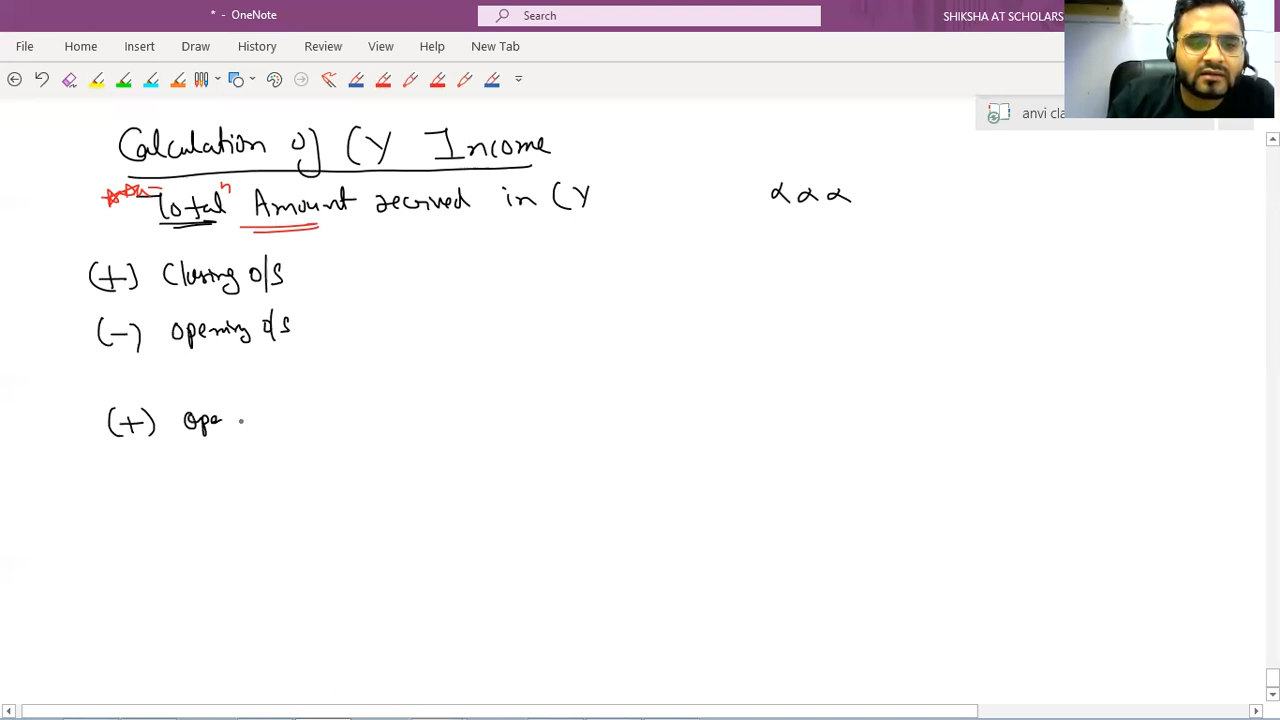 * - OneNote
Search
SHIKSHA AT SCHOLARS
File Home Insert Draw History Review View Help New Tab
anvi cla
Calculation of CY Income
Total Amount received in CY xxx
(+) Closing O/S
(-) Opening O/S
(+) Ope